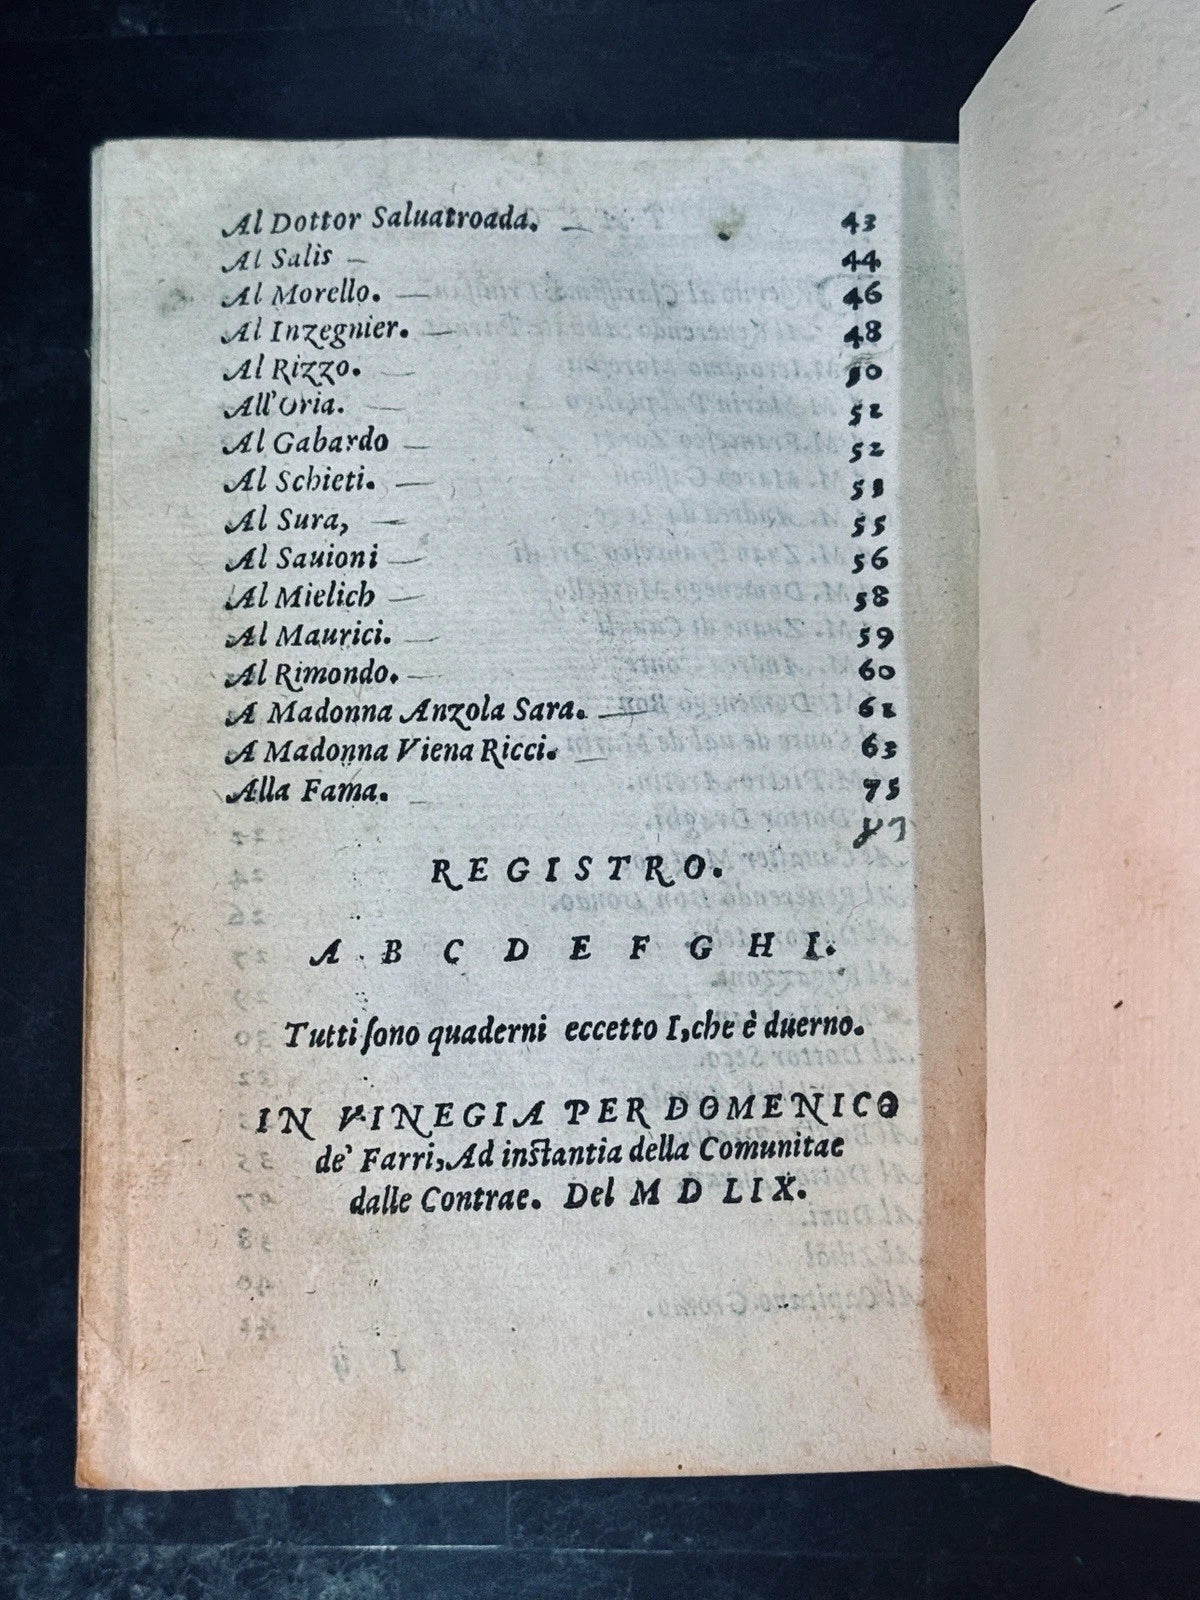 Al Dottor Saluatroada. 43
Al Salis 44
Al Morello. 46
Al Inzegnier. 48
Al Rizzo. 50
All'Oria. 52
Al Gabardo 52
Al Schieti. 53
Al Sura, 55
Al Sauioni 56
Al Mielich 58
Al Maurici. 59
Al Rimondo. 60
A Madonna Anzola Sara. 62
A Madonna Viena Ricci. 63
Alla Fama. 75
REGISTRO.
A B C D E F G H I.
Tutti ſono quaderni eccetto I, che è duerno.
IN VINEGIA PER DOMENICO
de' Farri, Ad inſtantia della Comunitae
dalle Contrae. Del M D LIX.